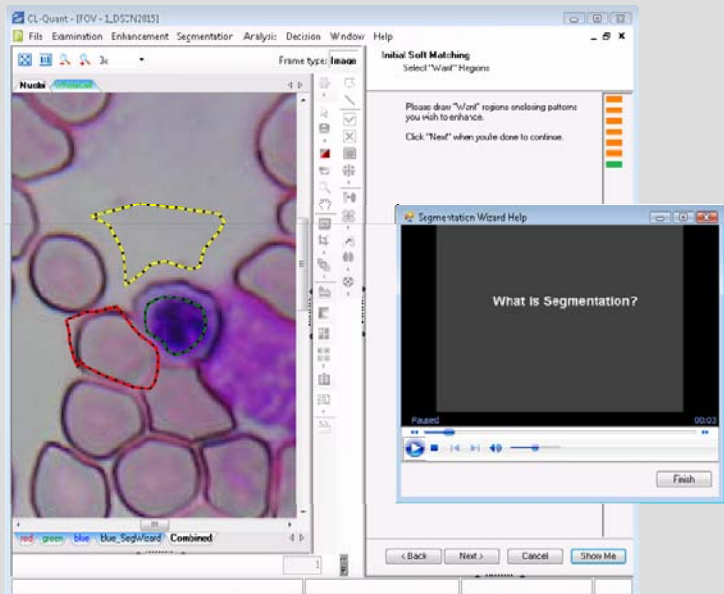 CL-Quant - [FOV - 1_DSCN2015]
File Examination Enhancement Segmentation Analysis Decision Window Help
3x
Frame type: Image
Nuclei
Initial Soft Matching
Select "Want" Regions
Please draw "Want" regions enclosing patterns
you wish to enhance.
Click "Next" when you're done to continue.
Segmentation Wizard Help
What is Segmentation?
Paused
00:03
Finish
red green blue blue_SegWizard Combined
1
< Back Next > Cancel Show Me